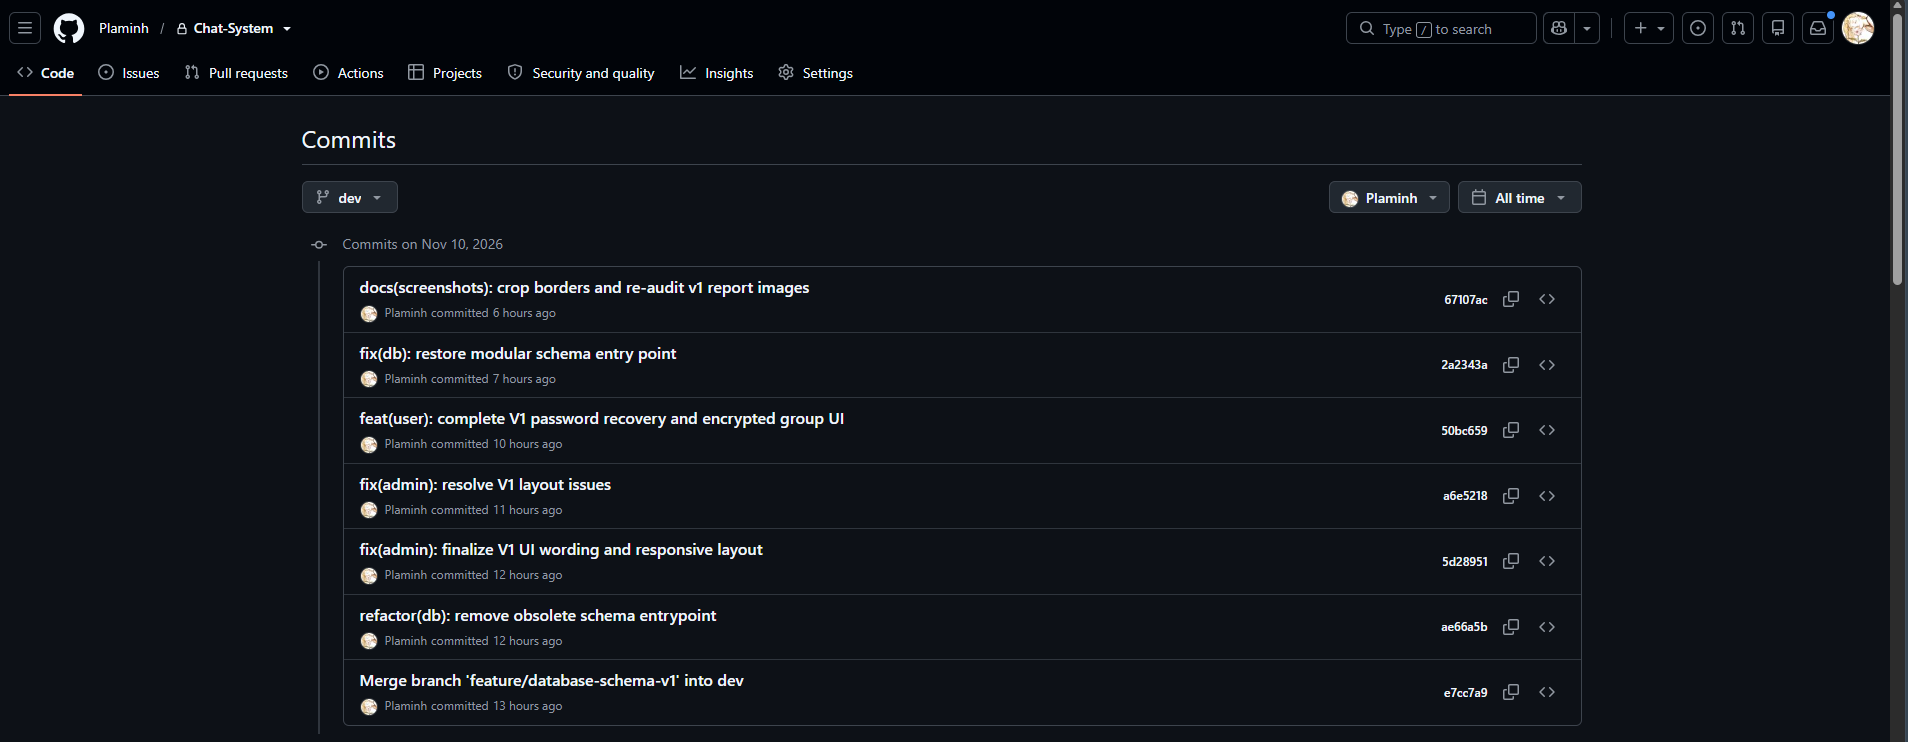 Plaminh / Chat-System
Type / to search
Code Issues Pull requests Actions Projects Security and quality Insights Settings
Commits
dev
Plaminh All time
Commits on Nov 10, 2026
docs(screenshots): crop borders and re-audit v1 report images
Plaminh committed 6 hours ago
67107ac
fix(db): restore modular schema entry point
Plaminh committed 7 hours ago
2a2343a
feat(user): complete V1 password recovery and encrypted group UI
Plaminh committed 10 hours ago
50bc659
fix(admin): resolve V1 layout issues
Plaminh committed 11 hours ago
a6e5218
fix(admin): finalize V1 UI wording and responsive layout
Plaminh committed 12 hours ago
5d28951
refactor(db): remove obsolete schema entrypoint
Plaminh committed 12 hours ago
ae66a5b
Merge branch 'feature/database-schema-v1' into dev
Plaminh committed 13 hours ago
e7cc7a9